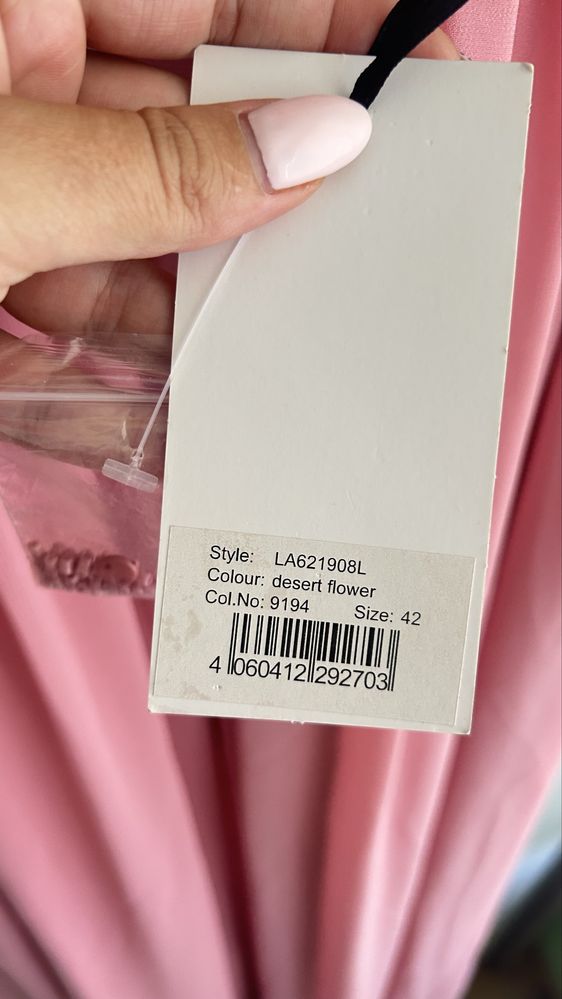 Style: LA621908L
Colour: desert flower
Col.No: 9194 Size: 42
4 060412 292703